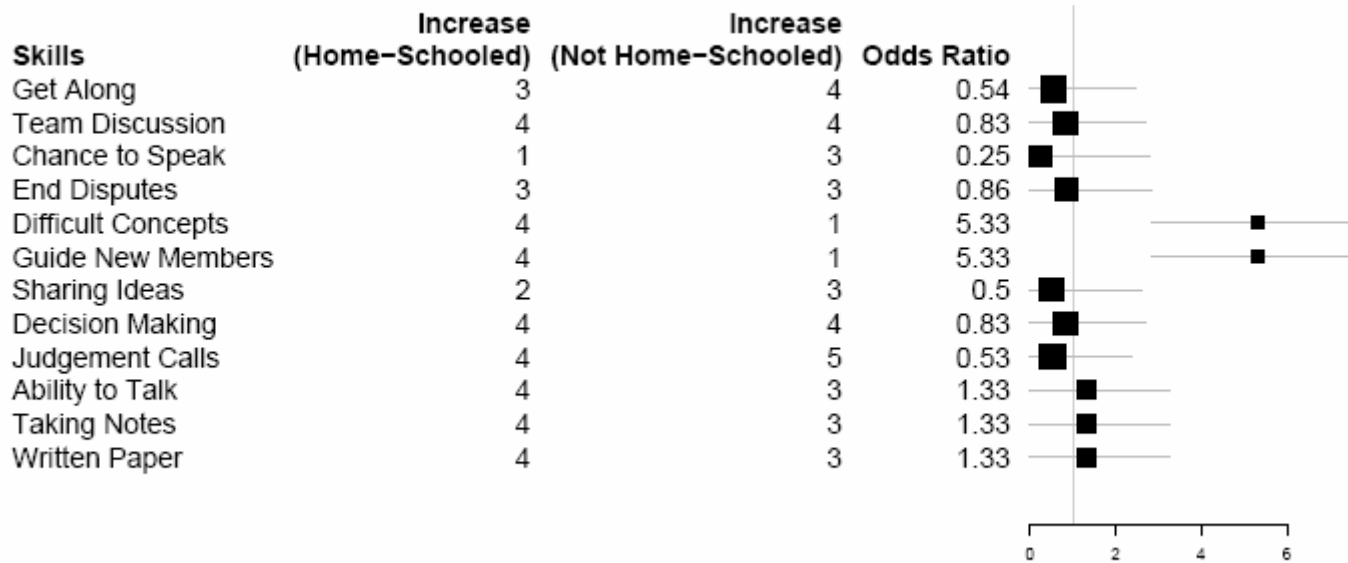 Increase Increase
Skills (Home−Schooled) (Not Home−Schooled) Odds Ratio
Get Along 3 4 0.54
Team Discussion 4 4 0.83
Chance to Speak 1 3 0.25
End Disputes 3 3 0.86
Difficult Concepts 4 1 5.33
Guide New Members 4 1 5.33
Sharing Ideas 2 3 0.5
Decision Making 4 4 0.83
Judgement Calls 4 5 0.53
Ability to Talk 4 3 1.33
Taking Notes 4 3 1.33
Written Paper 4 3 1.33
0 2 4 6